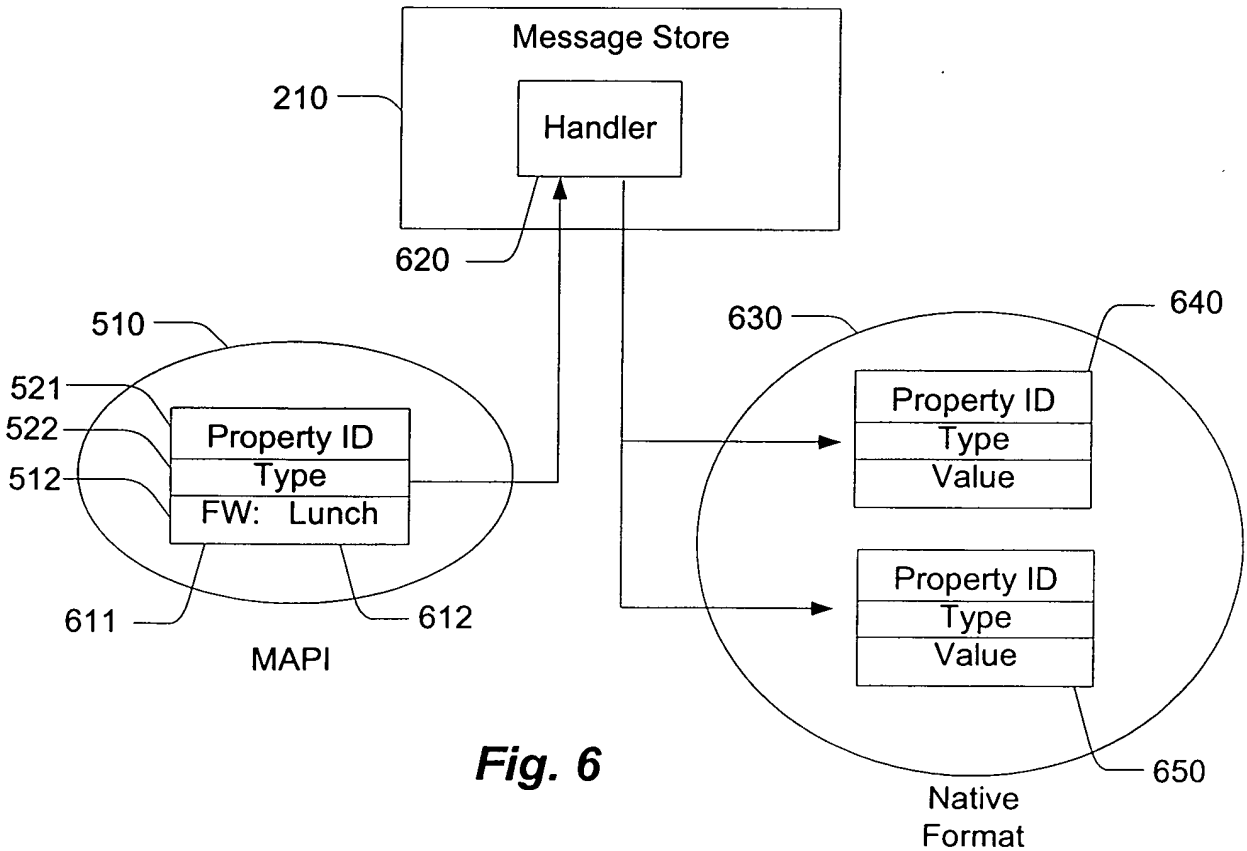 Message Store
210
Handler
620
510
521
522
512
Property ID
Type
FW: Lunch
611
612
MAPI
630
640
Property ID
Type
Value
Property ID
Type
Value
650
Native
Format
Fig. 6